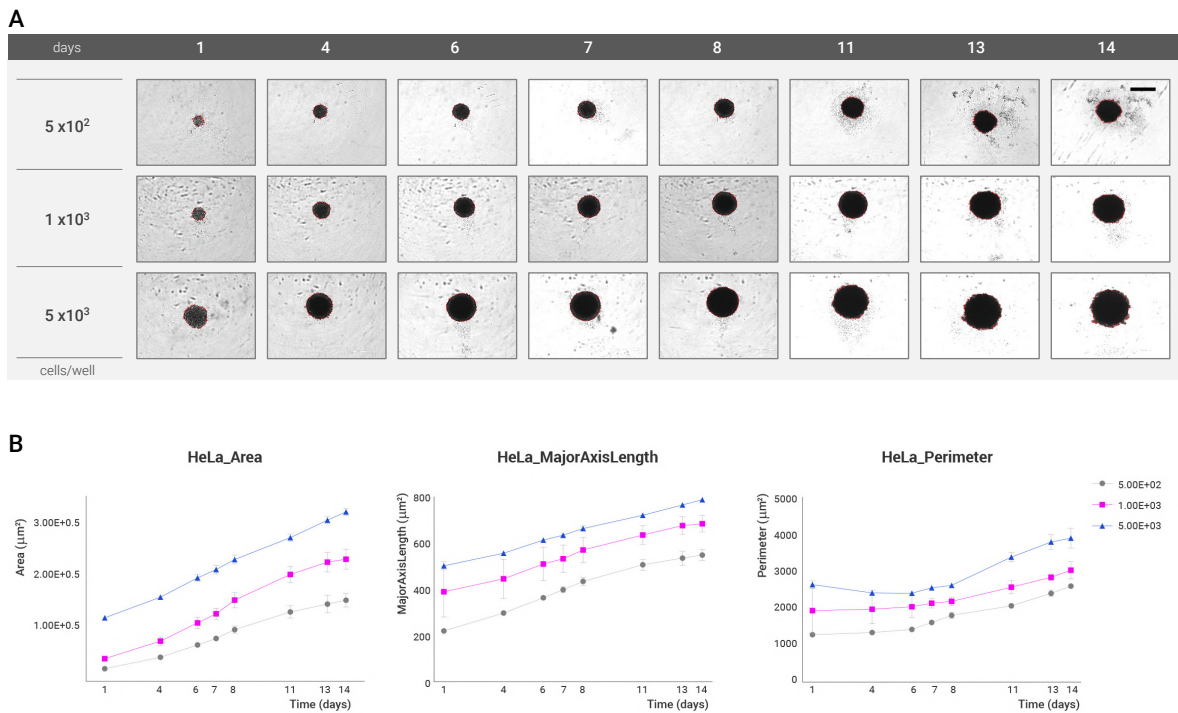 A
days 1 4 6 7 8 11 13 14
5 x10²
1 x10³
5 x10³
cells/well
B
HeLa_Area
Area (µm²)
3.00E+0.5
2.00E+0.5
1.00E+0.5
1 4 6 7 8 11 13 14
Time (days)
HeLa_MajorAxisLength
MajorAxisLength (µm²)
800
600
400
200
0
1 4 6 7 8 11 13 14
Time (days)
HeLa_Perimeter
Perimeter (µm²)
5000
4000
3000
2000
1000
0
1 4 6 7 8 11 13 14
Time (days)
5.00E+02
1.00E+03
5.00E+03